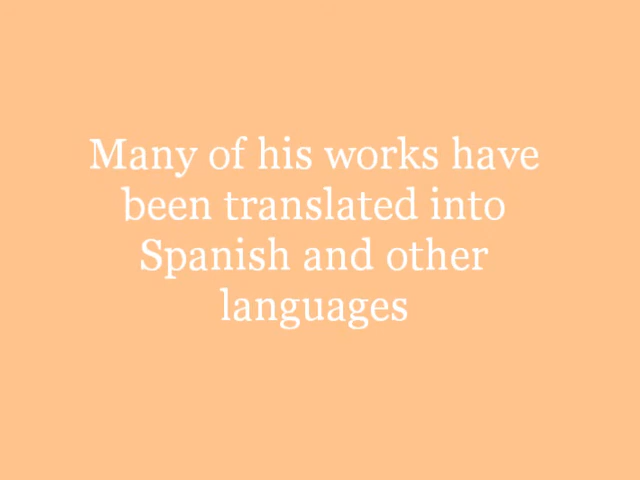 Many of his works have
been translated into
Spanish and other
languages